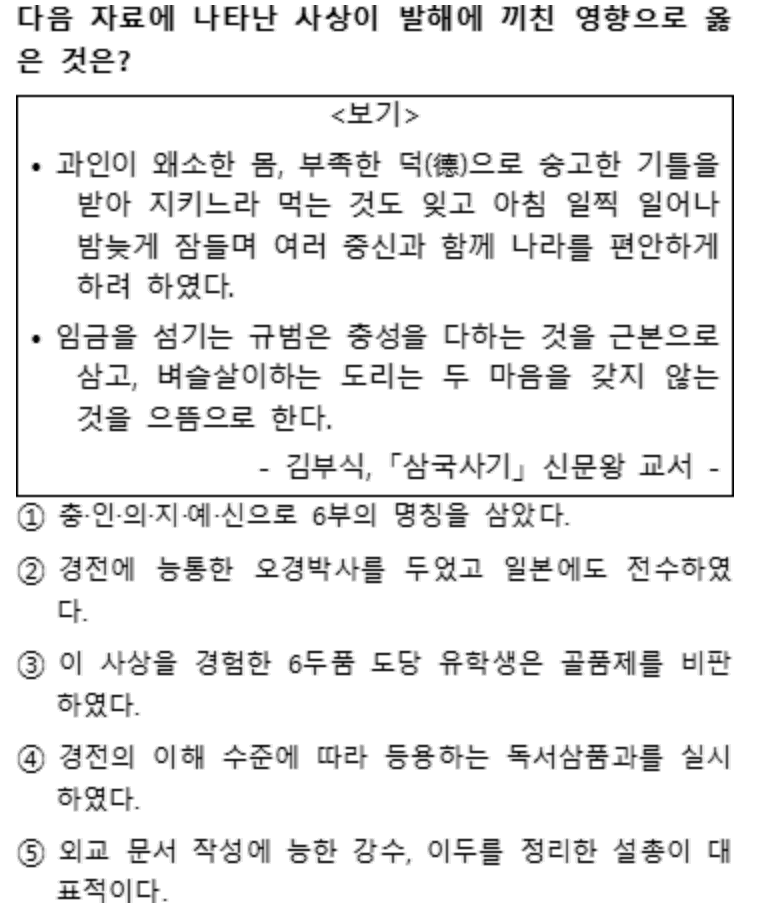 다음 자료에 나타난 사상이 발해에 끼친 영향으로 옳
은 것은?
<보기>
• 과인이 왜소한 몸, 부족한 덕(德)으로 숭고한 기틀을
받아 지키느라 먹는 것도 잊고 아침 일찍 일어나
밤늦게 잠들며 여러 중신과 함께 나라를 편안하게
하려 하였다.
• 임금을 섬기는 규범은 충성을 다하는 것을 근본으로
삼고, 벼슬살이하는 도리는 두 마음을 갖지 않는
것을 으뜸으로 한다.
- 김부식,「삼국사기」신문왕 교서 -
① 충·인·의·지·예·신으로 6부의 명칭을 삼았다.
② 경전에 능통한 오경박사를 두었고 일본에도 전수하였
다.
③ 이 사상을 경험한 6두품 도당 유학생은 골품제를 비판
하였다.
④ 경전의 이해 수준에 따라 등용하는 독서삼품과를 실시
하였다.
⑤ 외교 문서 작성에 능한 강수, 이두를 정리한 설총이 대
표적이다.